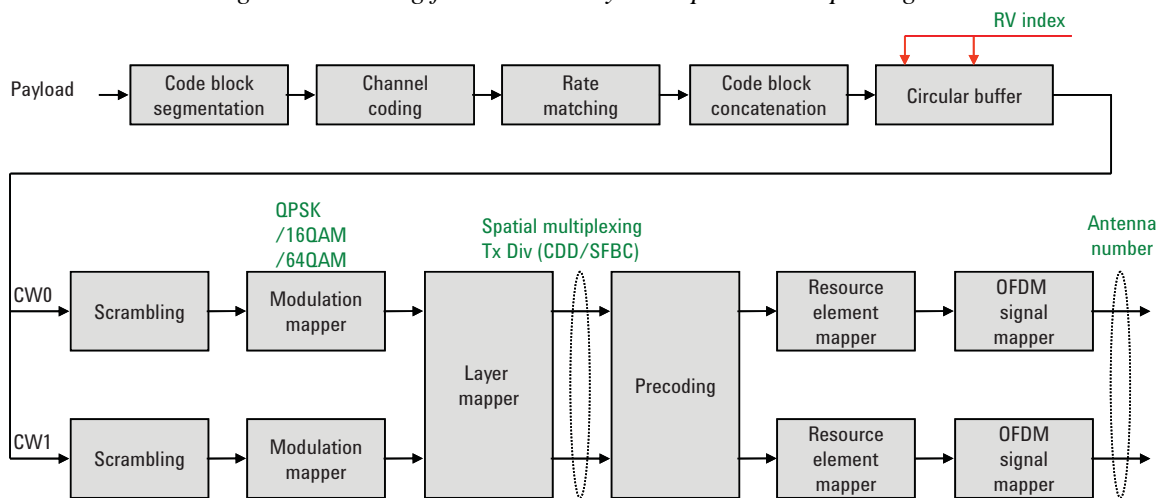 RV index
Payload
Code block
segmentation
Channel
coding
Rate
matching
Code block
concatenation
Circular buffer
QPSK
/16QAM
/64QAM
Spatial multiplexing
Tx Div (CDD/SFBC)
Antenna
number
CW0
Scrambling
Modulation
mapper
Layer
mapper
Precoding
Resource
element
mapper
OFDM
signal
mapper
CW1
Scrambling
Modulation
mapper
Resource
element
mapper
OFDM
signal
mapper